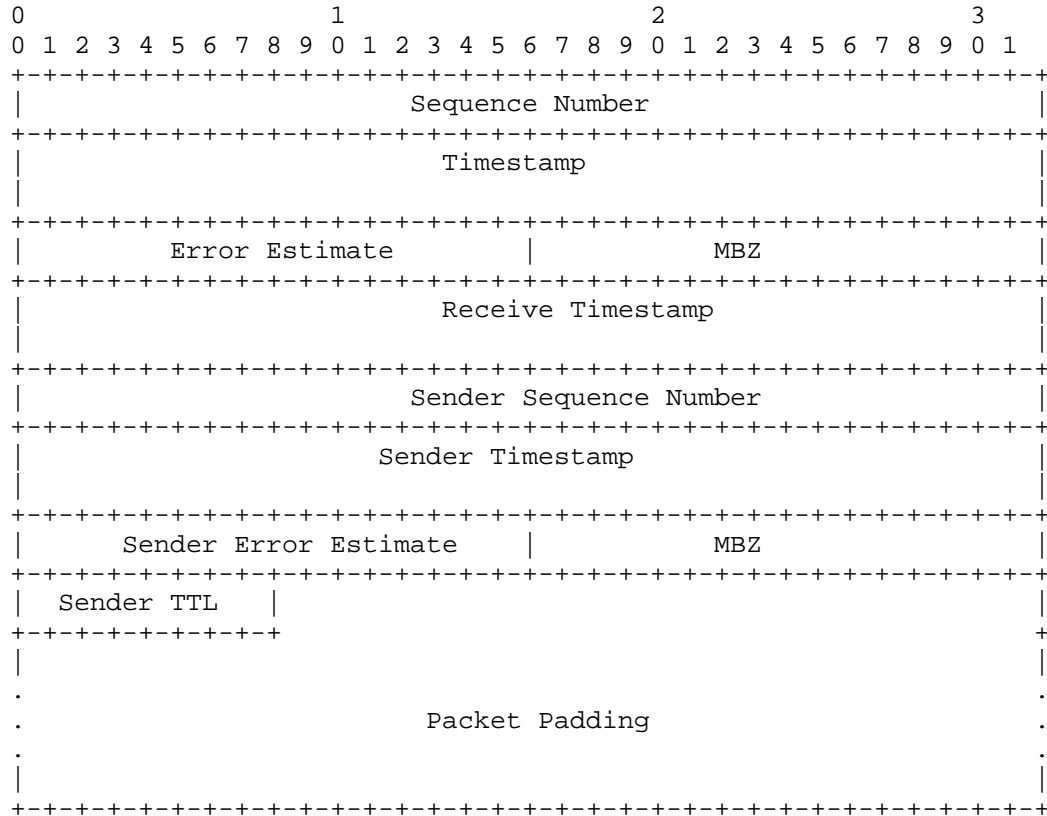 0                   1                   2                   3
0 1 2 3 4 5 6 7 8 9 0 1 2 3 4 5 6 7 8 9 0 1 2 3 4 5 6 7 8 9 0 1
+-+-+-+-+-+-+-+-+-+-+-+-+-+-+-+-+-+-+-+-+-+-+-+-+-+-+-+-+-+-+-+-+
|                        Sequence Number                        |
+-+-+-+-+-+-+-+-+-+-+-+-+-+-+-+-+-+-+-+-+-+-+-+-+-+-+-+-+-+-+-+-+
|                          Timestamp                            |
|                                                               |
+-+-+-+-+-+-+-+-+-+-+-+-+-+-+-+-+-+-+-+-+-+-+-+-+-+-+-+-+-+-+-+-+
|         Error Estimate        |           MBZ                 |
+-+-+-+-+-+-+-+-+-+-+-+-+-+-+-+-+-+-+-+-+-+-+-+-+-+-+-+-+-+-+-+-+
|                          Receive Timestamp                    |
|                                                               |
+-+-+-+-+-+-+-+-+-+-+-+-+-+-+-+-+-+-+-+-+-+-+-+-+-+-+-+-+-+-+-+-+
|                        Sender Sequence Number                 |
+-+-+-+-+-+-+-+-+-+-+-+-+-+-+-+-+-+-+-+-+-+-+-+-+-+-+-+-+-+-+-+-+
|                      Sender Timestamp                         |
|                                                               |
+-+-+-+-+-+-+-+-+-+-+-+-+-+-+-+-+-+-+-+-+-+-+-+-+-+-+-+-+-+-+-+-+
|      Sender Error Estimate    |           MBZ                 |
+-+-+-+-+-+-+-+-+-+-+-+-+-+-+-+-+-+-+-+-+-+-+-+-+-+-+-+-+-+-+-+-+
|  Sender TTL   |                                               |
+-+-+-+-+-+-+-+-+                                               +
|                                                               |
.                                                               .
.                         Packet Padding                        .
.                                                               .
|                                                               |
+-+-+-+-+-+-+-+-+-+-+-+-+-+-+-+-+-+-+-+-+-+-+-+-+-+-+-+-+-+-+-+-+